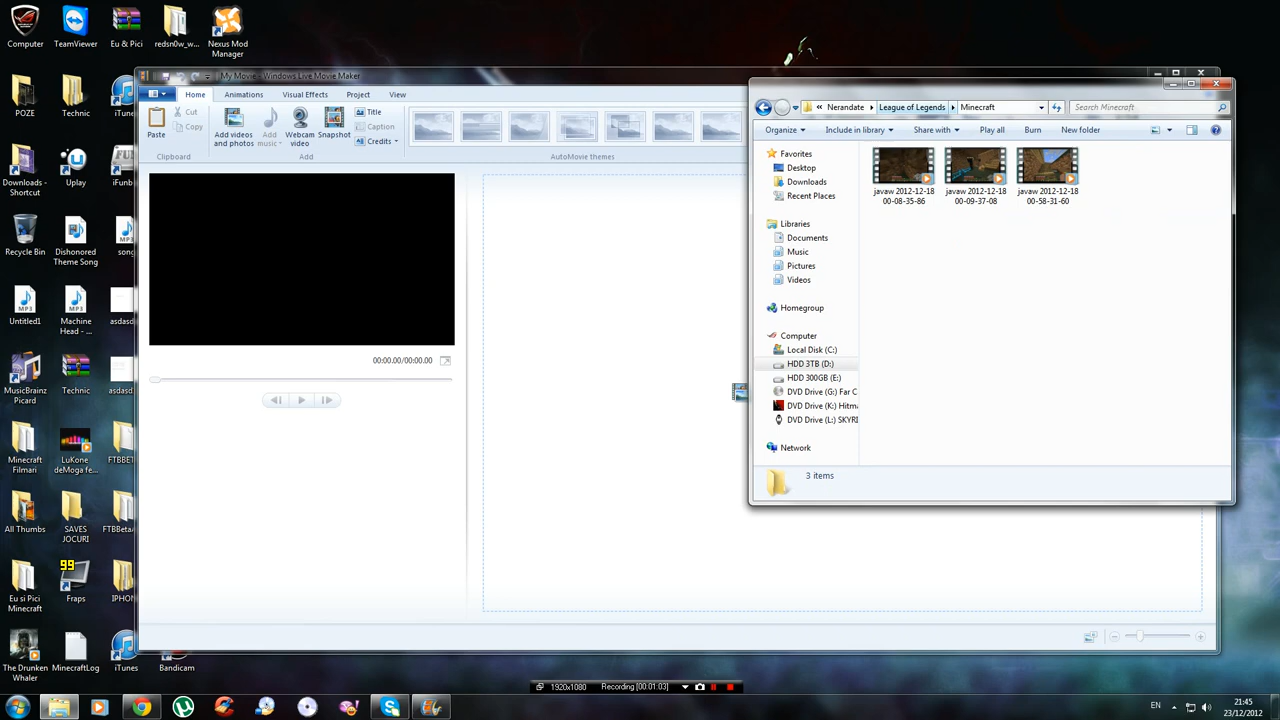 Computer
TeamViewer
Eu & Pici
redsn0w_w...
Nexus Mod
Manager
POZE
Technic
iTune
Downloads -
Shortcut
Uplay
iFunb
Recycle Bin
Dishonored
Theme Song
song
Untitled1
Machine
Head - ...
asdasd
MusicBrainz
Picard
Technic
asdasd
Minecraft
Filmari
LuKone
deMoga fe...
FTBBET
All Thumbs
SAVES
JOCURI
FTBBetaA
99
Eu si Pici
Minecraft
Fraps
IPHON
The Drunken
Whaler
MinecraftLog
iTunes
Bandicam
My Movie - Windows Live Movie Maker
Home
Animations
Visual Effects
Project
View
Paste
Cut
Copy
Clipboard
Add videos
and photos
Add
music
Webcam
video
Snapshot
Title
Caption
Credits
Add
AutoMovie themes
00:00.00/00:00.00
« Nerandate
League of Legends
Minecraft
Search Minecraft
Organize
Include in library
Share with
Play all
Burn
New folder
Favorites
Desktop
Downloads
Recent Places
Libraries
Documents
Music
Pictures
Videos
Homegroup
Computer
Local Disk (C:)
HDD 3TB (D:)
HDD 300GB (E:)
DVD Drive (G:) Far C
DVD Drive (K:) Hitm
DVD Drive (L:) SKYRI
Network
javaw 2012-12-18
00-08-35-86
javaw 2012-12-18
00-09-37-08
javaw 2012-12-18
00-58-31-60
3 items
1920x1080
Recording [00:01:03]
EN
21:45
23/12/2012